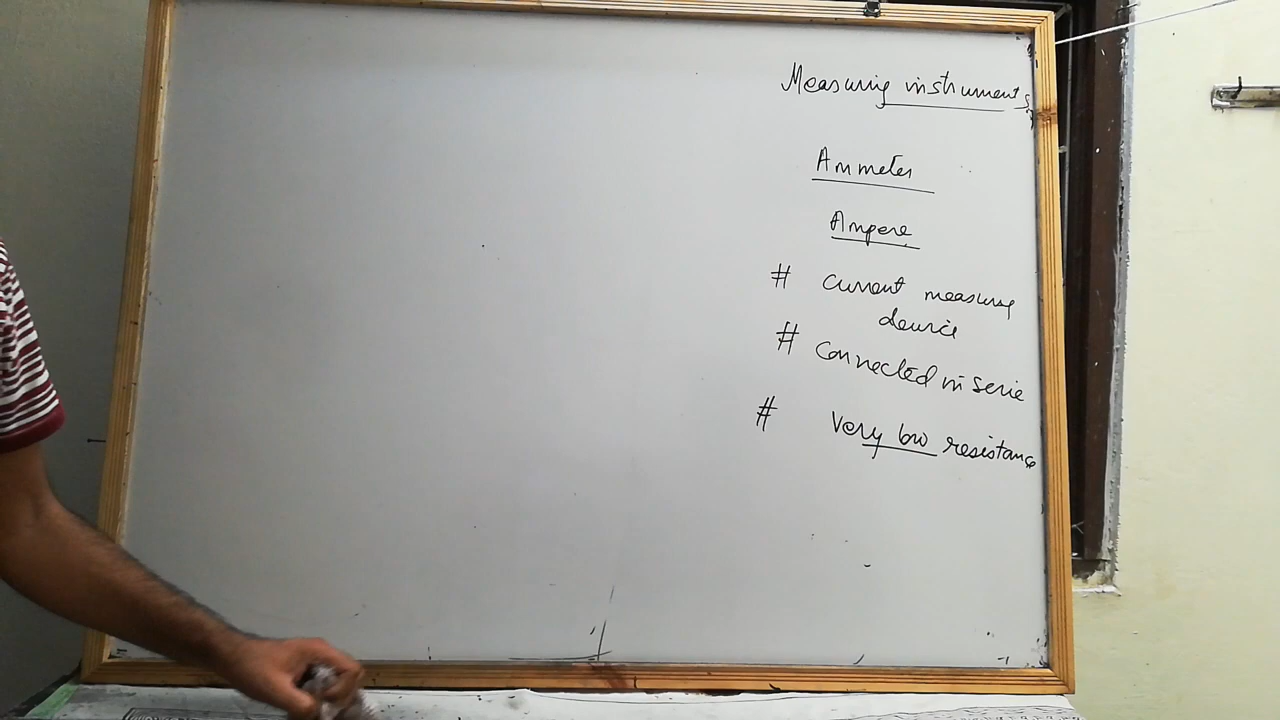 Measuring instruments
Ammeter
Ampere
# Current measuring
device
# Connected in serie
# Very low resistance